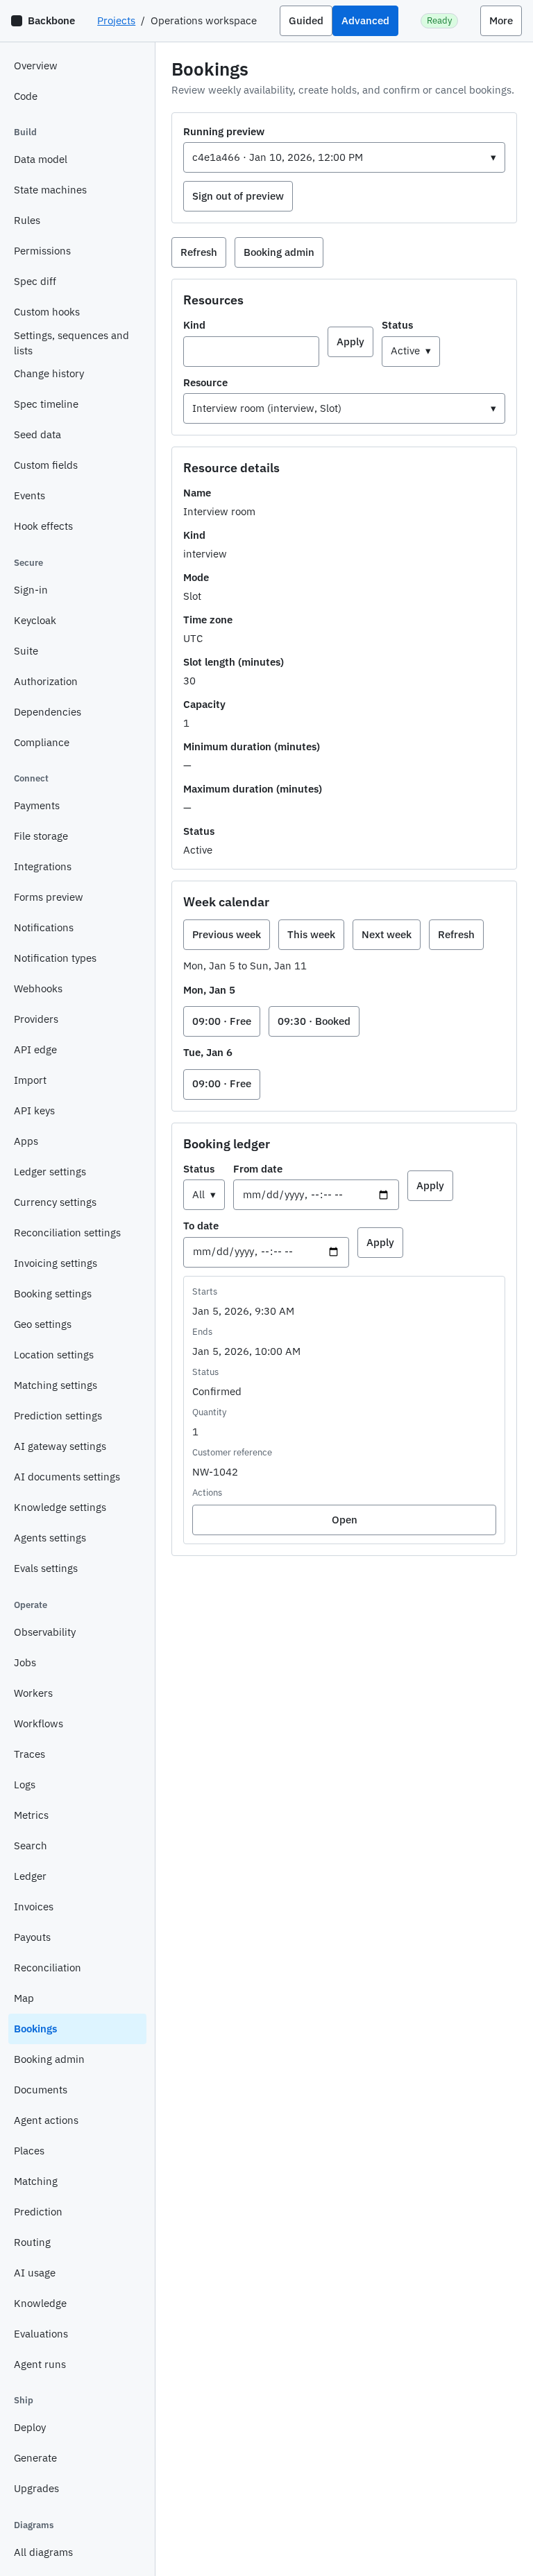 Backbone
Projects / Operations workspace
Guided
Advanced
Ready
More
Overview
Code
Build
Data model
State machines
Rules
Permissions
Spec diff
Custom hooks
Settings, sequences and
lists
Change history
Spec timeline
Seed data
Custom fields
Events
Hook effects
Secure
Sign-in
Keycloak
Suite
Authorization
Dependencies
Compliance
Connect
Payments
File storage
Integrations
Forms preview
Notifications
Notification types
Webhooks
Providers
API edge
Import
API keys
Apps
Ledger settings
Currency settings
Reconciliation settings
Invoicing settings
Booking settings
Geo settings
Location settings
Matching settings
Prediction settings
AI gateway settings
AI documents settings
Knowledge settings
Agents settings
Evals settings
Operate
Observability
Jobs
Workers
Workflows
Traces
Logs
Metrics
Search
Ledger
Invoices
Payouts
Reconciliation
Map
Bookings
Booking admin
Documents
Agent actions
Places
Matching
Prediction
Routing
AI usage
Knowledge
Evaluations
Agent runs
Ship
Deploy
Generate
Upgrades
Diagrams
All diagrams
Bookings
Review weekly availability, create holds, and confirm or cancel bookings.
Running preview
c4e1a466 · Jan 10, 2026, 12:00 PM
Sign out of preview
Refresh
Booking admin
Resources
Kind
Apply
Status
Active
Resource
Interview room (interview, Slot)
Resource details
Name
Interview room
Kind
interview
Mode
Slot
Time zone
UTC
Slot length (minutes)
30
Capacity
1
Minimum duration (minutes)
—
Maximum duration (minutes)
—
Status
Active
Week calendar
Previous week
This week
Next week
Refresh
Mon, Jan 5 to Sun, Jan 11
Mon, Jan 5
09:00 · Free
09:30 · Booked
Tue, Jan 6
09:00 · Free
Booking ledger
Status
All
From date
mm/dd/yyyy, --:-- --
Apply
To date
mm/dd/yyyy, --:-- --
Apply
Starts
Jan 5, 2026, 9:30 AM
Ends
Jan 5, 2026, 10:00 AM
Status
Confirmed
Quantity
1
Customer reference
NW-1042
Actions
Open